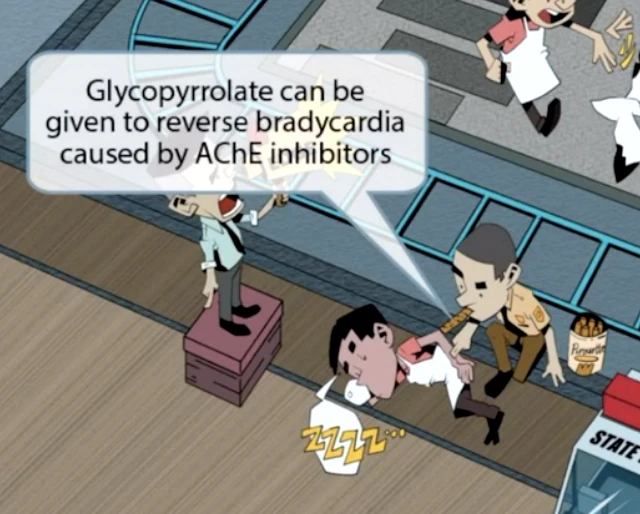 Glycopyrrolate can be
given to reverse bradycardia
caused by AChE inhibitors
ZZZZ...
STATE